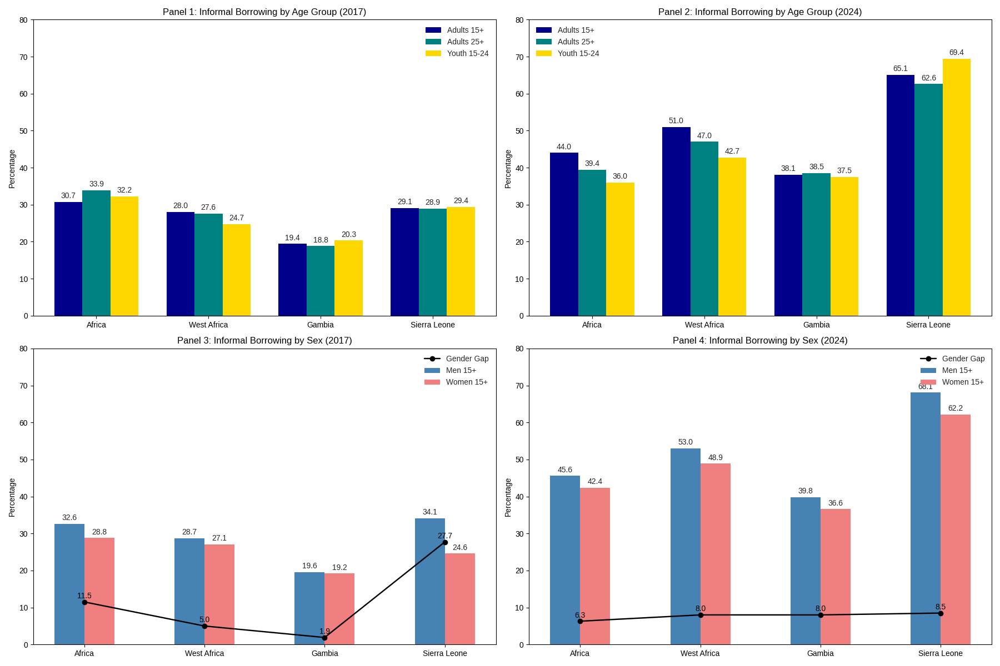 Panel 1: Informal Borrowing by Age Group (2017)
Percentage
80
70
60
50
40
30
20
10
0
Adults 15+
Adults 25+
Youth 15-24
30.7
33.9
32.2
28.0
27.6
24.7
19.4
18.8
20.3
29.1
28.9
29.4
Africa
West Africa
Gambia
Sierra Leone
Panel 2: Informal Borrowing by Age Group (2024)
Percentage
80
70
60
50
40
30
20
10
0
Adults 15+
Adults 25+
Youth 15-24
44.0
39.4
36.0
51.0
47.0
42.7
38.1
38.5
37.5
65.1
62.6
69.4
Africa
West Africa
Gambia
Sierra Leone
Panel 3: Informal Borrowing by Sex (2017)
Percentage
80
70
60
50
40
30
20
10
0
Gender Gap
Men 15+
Women 15+
32.6
28.8
28.7
27.1
19.6
19.2
34.1
24.6
11.5
5.0
1.9
27.7
Africa
West Africa
Gambia
Sierra Leone
Panel 4: Informal Borrowing by Sex (2024)
Percentage
80
70
60
50
40
30
20
10
0
Gender Gap
Men 15+
Women 15+
45.6
42.4
53.0
48.9
39.8
36.6
68.1
62.2
6.3
8.0
8.0
8.5
Africa
West Africa
Gambia
Sierra Leone